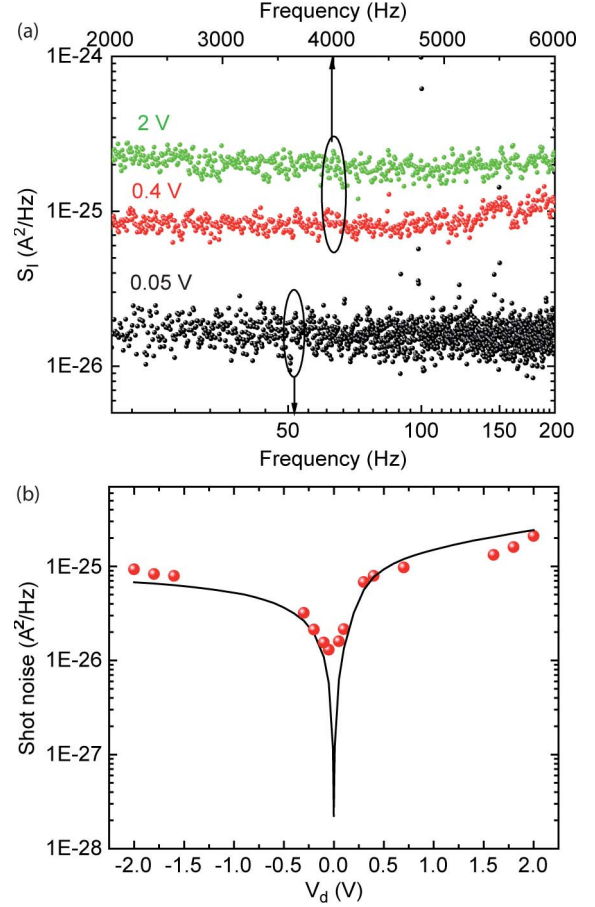 (a)
Frequency (Hz)
2000 3000 4000 5000 6000
1E-24
2 V
1E-25
0.4 V
0.05 V
1E-26
S_I (A²/Hz)
50 100 150 200
Frequency (Hz)
(b)
1E-25
1E-26
1E-27
1E-28
Shot noise (A²/Hz)
-2.0 -1.5 -1.0 -0.5 0.0 0.5 1.0 1.5 2.0
V_d (V)